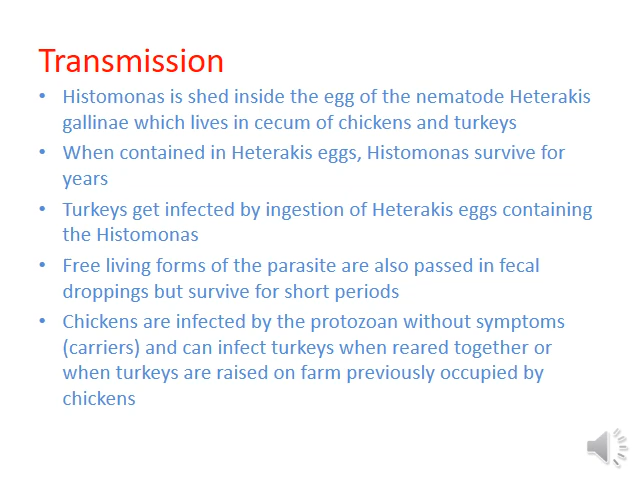 Transmission
• Histomonas is shed inside the egg of the nematode Heterakis
gallinae which lives in cecum of chickens and turkeys
• When contained in Heterakis eggs, Histomonas survive for
years
• Turkeys get infected by ingestion of Heterakis eggs containing
the Histomonas
• Free living forms of the parasite are also passed in fecal
droppings but survive for short periods
• Chickens are infected by the protozoan without symptoms
(carriers) and can infect turkeys when reared together or
when turkeys are raised on farm previously occupied by
chickens